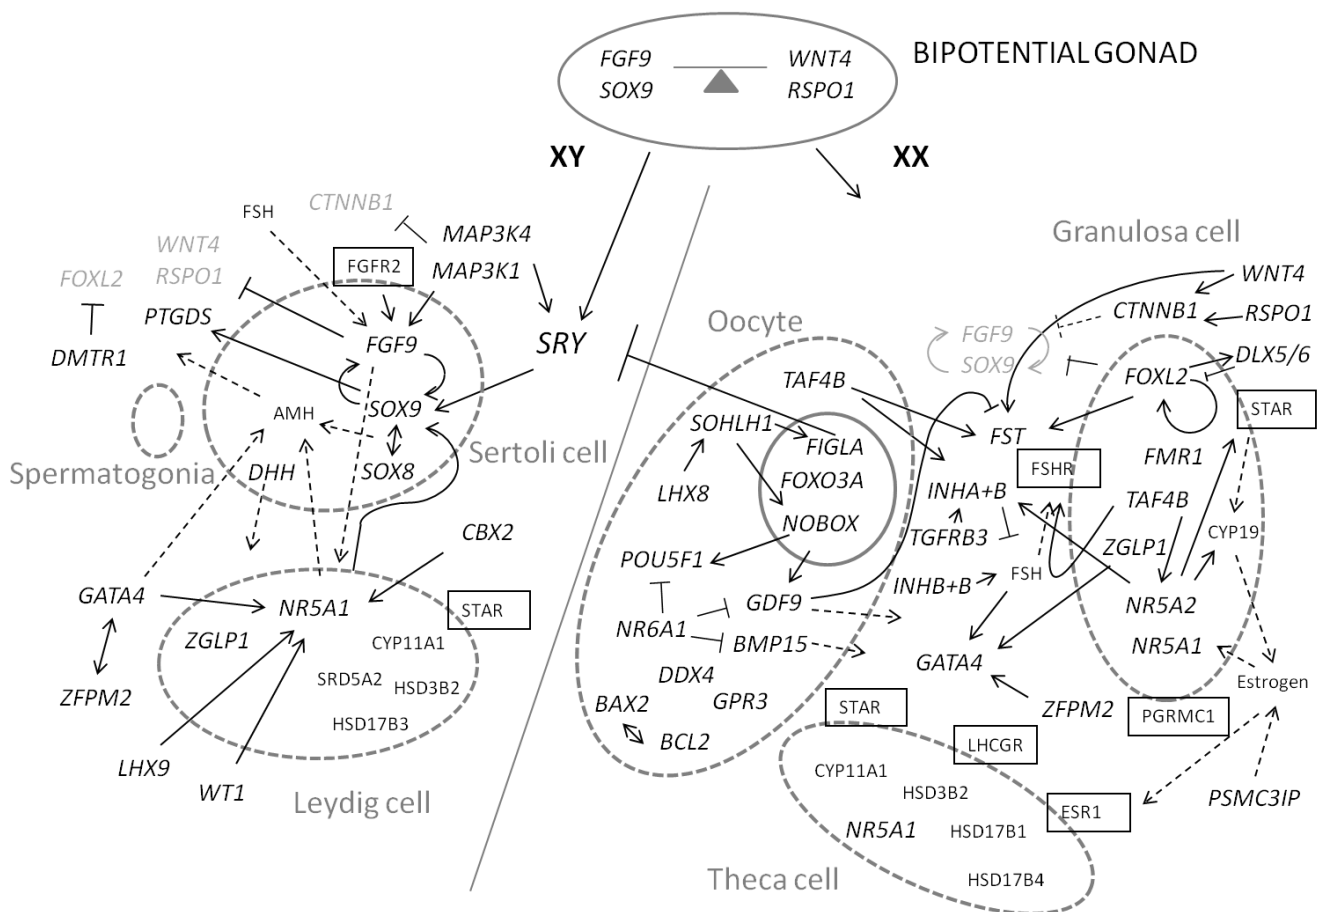 BIPOTENTIAL GONAD
FGF9
SOX9
WNT4
RSPO1
XY
XX
CTNNB1
FSH
WNT4
RSPO1
FOXL2
MAP3K4
MAP3K1
FGFR2
PTGDS
DMTR1
FGF9
SRY
SOX9
AMH
SOX8
DHH
Sertoli cell
Spermatogonia
CBX2
GATA4
NR5A1
STAR
ZGLP1
CYP11A1
SRD5A2
HSD3B2
HSD17B3
ZFPM2
LHX9
WT1
Leydig cell
Oocyte
TAF4B
SOHLH1
FIGLA
LHX8
FOXO3A
NOBOX
POU5F1
GDF9
NR6A1
BMP15
DDX4
GPR3
BAX2
BCL2
Granulosa cell
WNT4
CTNNB1
RSPO1
FGF9
SOX9
DLX5/6
FOXL2
STAR
FST
FMR1
FSHR
INHA+B
TAF4B
TGFRB3
CYP19
ZGLP1
INHB+B
FSH
NR5A2
NR5A1
GATA4
Estrogen
ZFPM2
PGRMC1
STAR
LHCGR
CYP11A1
HSD3B2
PSMC3IP
NR5A1
HSD17B1
ESR1
HSD17B4
Theca cell